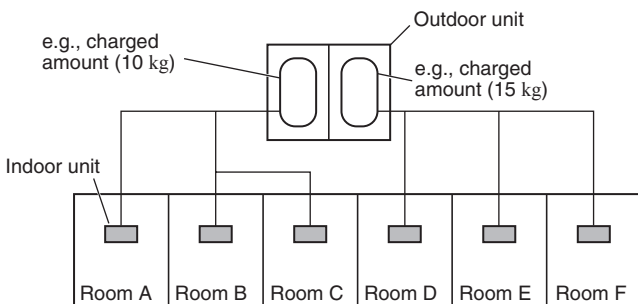 Outdoor unit
e.g., charged
amount (10 kg)
e.g., charged
amount (15 kg)
Indoor unit
Room A Room B Room C Room D Room E Room F